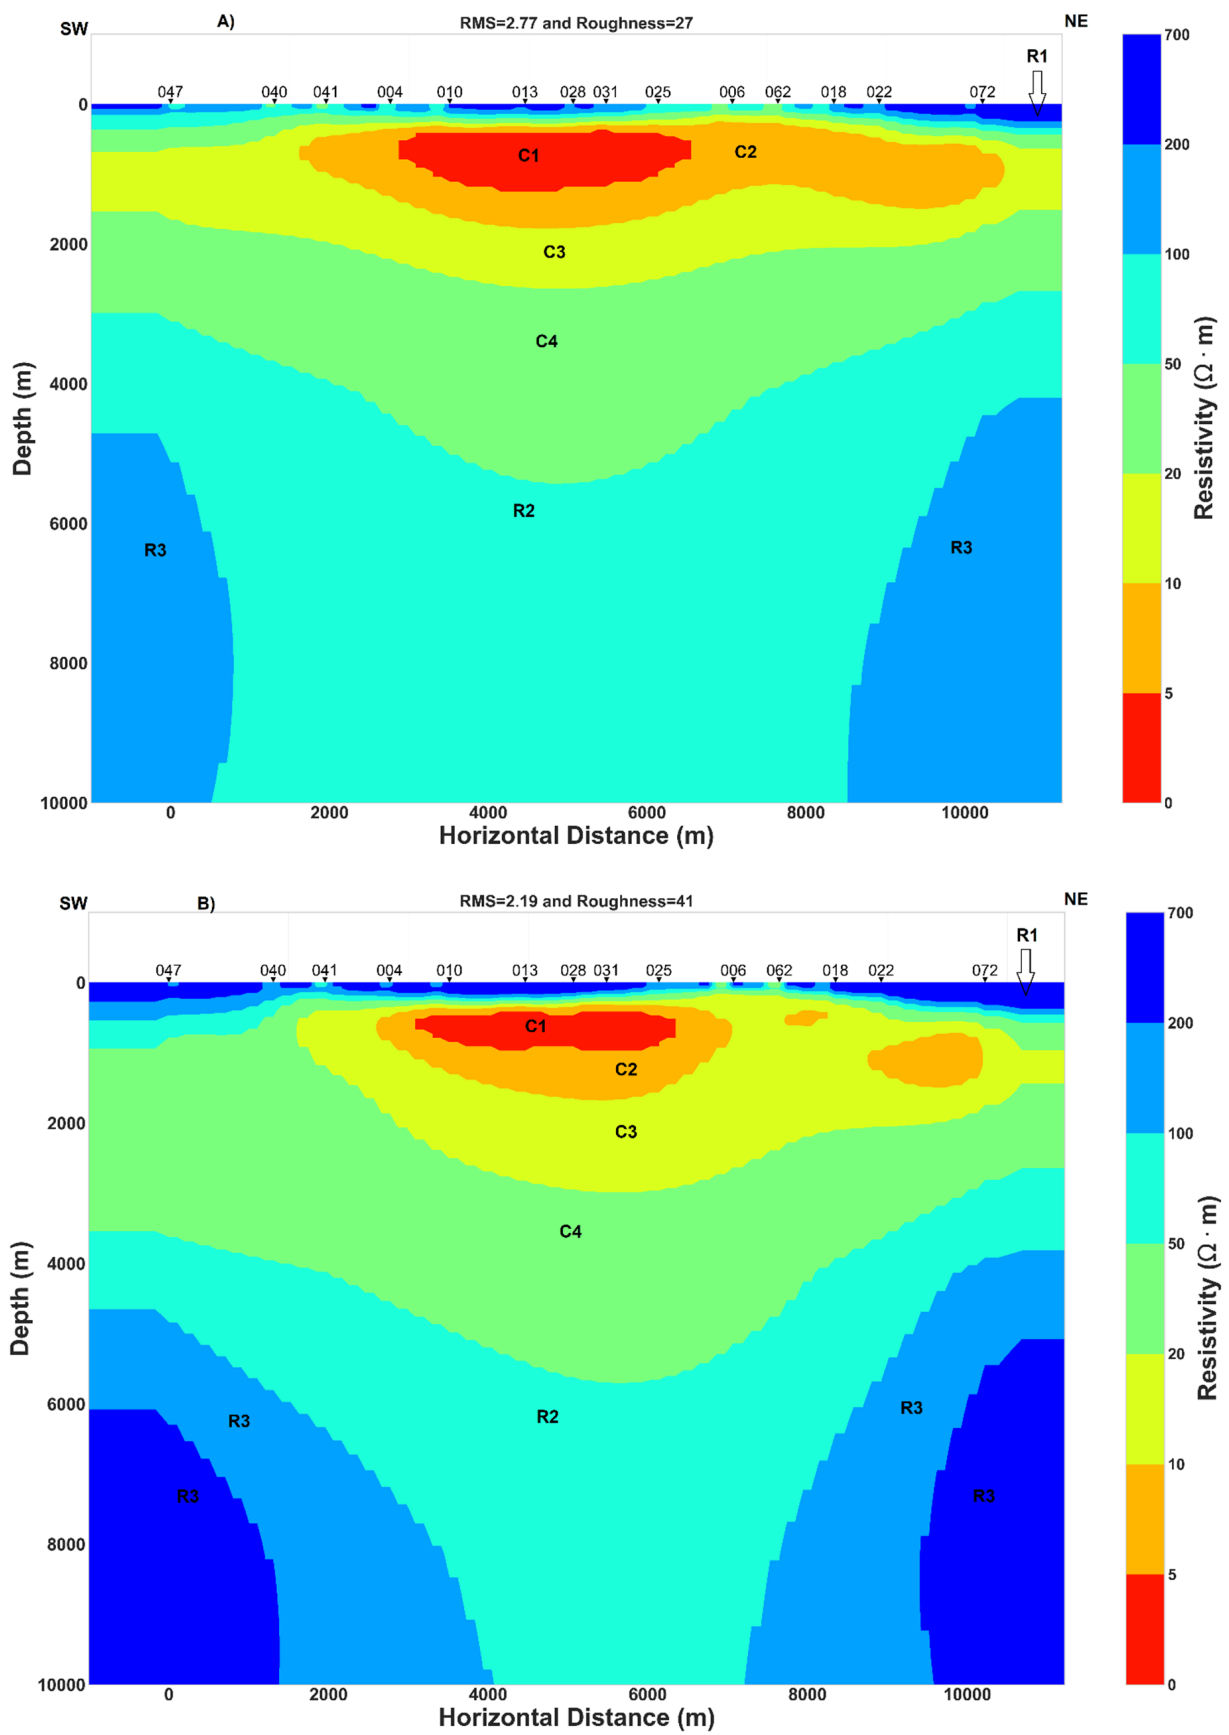 SW A) RMS=2.77 and Roughness=27 NE
R1
047 040 041 004 010 013 028 031 025 006 062 018 022 072
0
2000
4000
6000
8000
10000
Depth (m)
C1 C2
C3
C4
R2
R3 R3
0 2000 4000 6000 8000 10000
Horizontal Distance (m)
700
200
100
50
20
10
5
0
Resistivity (Ω · m)
SW B) RMS=2.19 and Roughness=41 NE
R1
047 040 041 004 010 013 028 031 025 006 062 018 022 072
0
2000
4000
6000
8000
10000
Depth (m)
C1
C2
C3
C4
R2
R3 R3
R3 R3
0 2000 4000 6000 8000 10000
Horizontal Distance (m)
700
200
100
50
20
10
5
0
Resistivity (Ω · m)